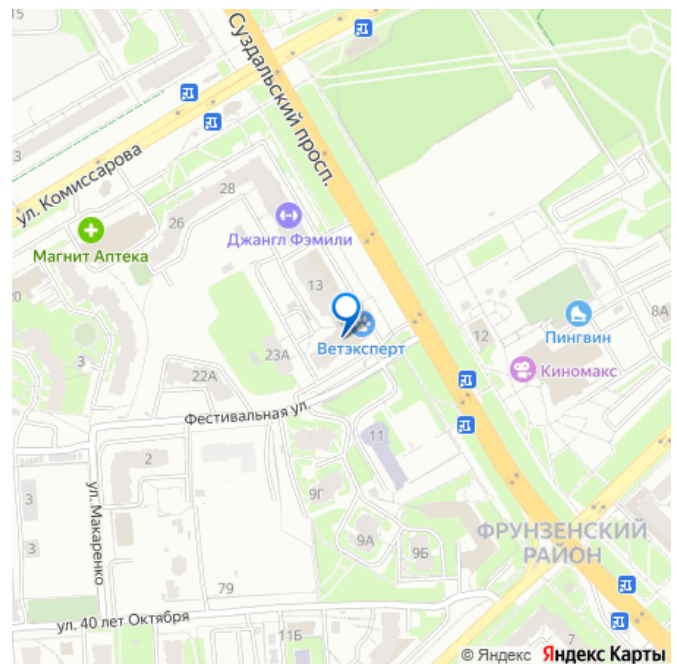 15
Суздальский просп.
3
ул. Комиссарова
28
26
Джангл Фэмили
Магнит Аптека
13
20
8А
12
Пингвин
3
23А
Ветэксперт
Киномакс
22А
Фестивальная ул.
11
2
9Г
3
ул. Макаренко
3
9А
9Б
ФРУНЗЕНСКИЙ
РАЙОН
79
ул. 40 лет Октября
11Б
7
© Яндекс Яндекс Карты